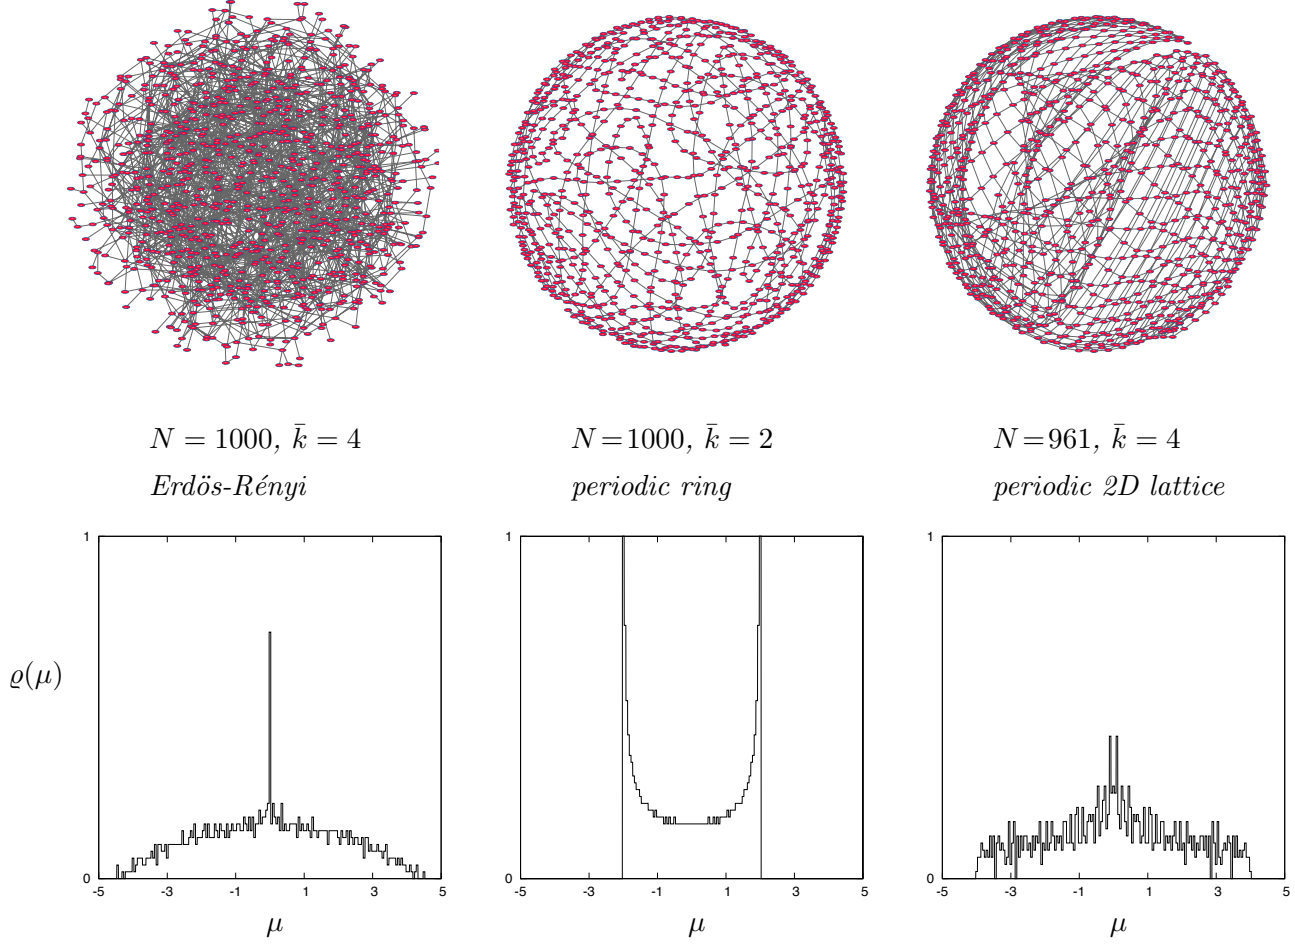 N = 1000, k̄ = 4
N = 1000, k̄ = 2
N = 961, k̄ = 4
Erdös-Rényi
periodic ring
periodic 2D lattice
1
1
1
ϱ(μ)
0
0
0
-5 -3 -1 1 3 5
-5 -3 -1 1 3 5
-5 -3 -1 1 3 5
μ
μ
μ